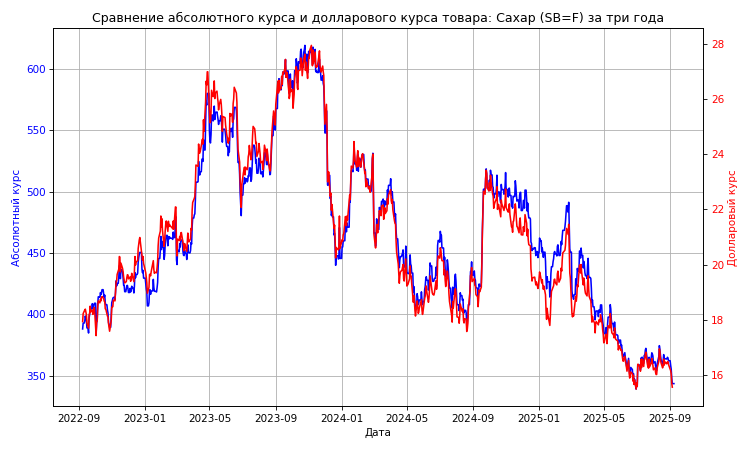 Сравнение абсолютного курса и долларового курса товара: Сахар (SB=F) за три года
600
550
500
450
400
350
Абсолютный курс
28
26
24
22
20
18
16
Долларовый курс
2022-09 2023-01 2023-05 2023-09 2024-01 2024-05 2024-09 2025-01 2025-05 2025-09
Дата